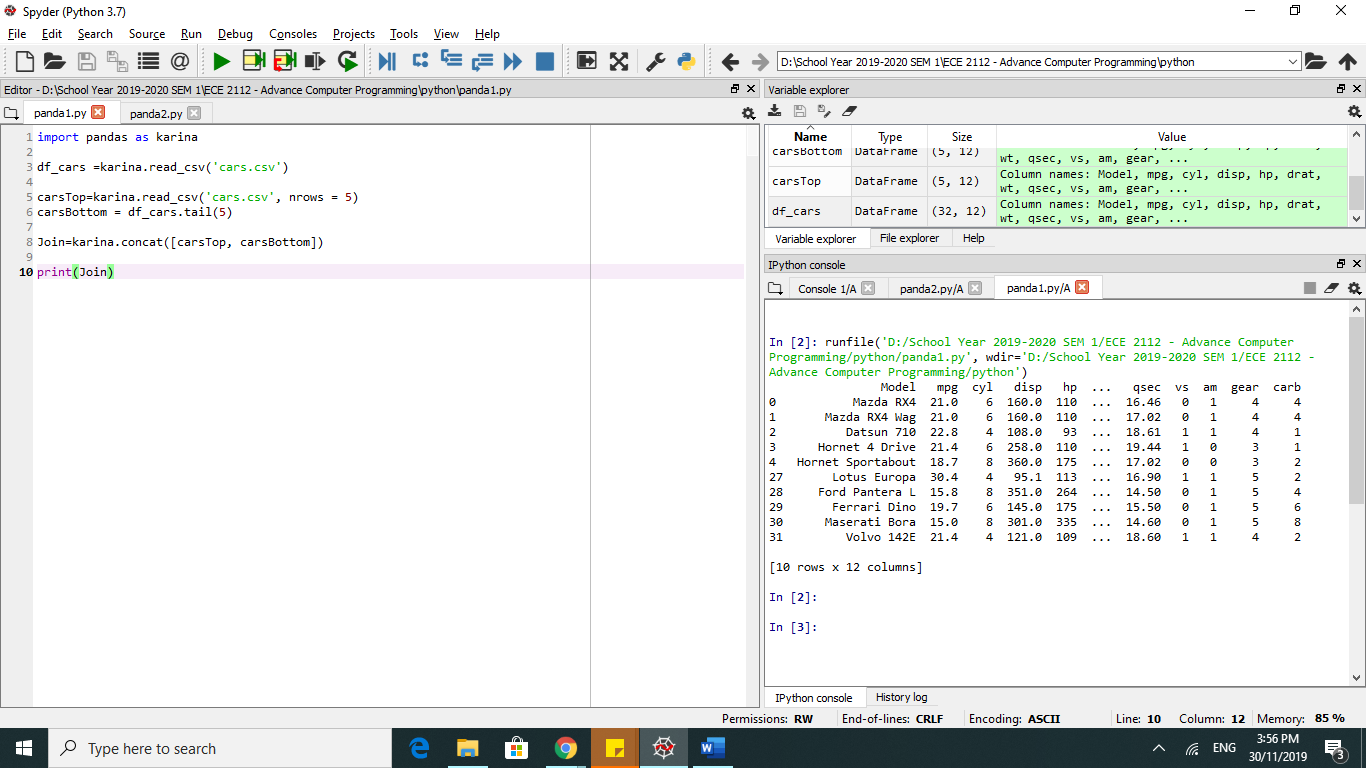 Spyder (Python 3.7)
File Edit Search Source Run Debug Consoles Projects Tools View Help
D:\School Year 2019-2020 SEM 1\ECE 2112 - Advance Computer Programming\python
Editor - D:\School Year 2019-2020 SEM 1\ECE 2112 - Advance Computer Programming\python\panda1.py
panda1.py panda2.py
1 import pandas as karina
2
3 df_cars =karina.read_csv('cars.csv')
4
5 carsTop=karina.read_csv('cars.csv', nrows = 5)
6 carsBottom = df_cars.tail(5)
7
8 Join=karina.concat([carsTop, carsBottom])
9
10 print(Join)
Variable explorer
Name Type Size Value
carsBottom DataFrame (5, 12)
wt, qsec, vs, am, gear, ...
carsTop DataFrame (5, 12) Column names: Model, mpg, cyl, disp, hp, drat,
wt, qsec, vs, am, gear, ...
df_cars DataFrame (32, 12) Column names: Model, mpg, cyl, disp, hp, drat,
wt, qsec, vs, am, gear, ...
Variable explorer File explorer Help
IPython console
Console 1/A panda2.py/A panda1.py/A
In [2]: runfile('D:/School Year 2019-2020 SEM 1/ECE 2112 - Advance Computer
Programming/python/panda1.py', wdir='D:/School Year 2019-2020 SEM 1/ECE 2112 -
Advance Computer Programming/python')
Model mpg cyl disp hp ... qsec vs am gear carb
0 Mazda RX4 21.0 6 160.0 110 ... 16.46 0 1 4 4
1 Mazda RX4 Wag 21.0 6 160.0 110 ... 17.02 0 1 4 4
2 Datsun 710 22.8 4 108.0 93 ... 18.61 1 1 4 1
3 Hornet 4 Drive 21.4 6 258.0 110 ... 19.44 1 0 3 1
4 Hornet Sportabout 18.7 8 360.0 175 ... 17.02 0 0 3 2
27 Lotus Europa 30.4 4 95.1 113 ... 16.90 1 1 5 2
28 Ford Pantera L 15.8 8 351.0 264 ... 14.50 0 1 5 4
29 Ferrari Dino 19.7 6 145.0 175 ... 15.50 0 1 5 6
30 Maserati Bora 15.0 8 301.0 335 ... 14.60 0 1 5 8
31 Volvo 142E 21.4 4 121.0 109 ... 18.60 1 1 4 2
[10 rows x 12 columns]
In [2]:
In [3]:
IPython console History log
Permissions: RW End-of-lines: CRLF Encoding: ASCII Line: 10 Column: 12 Memory: 85 %
Type here to search
ENG
3:56 PM
30/11/2019
3